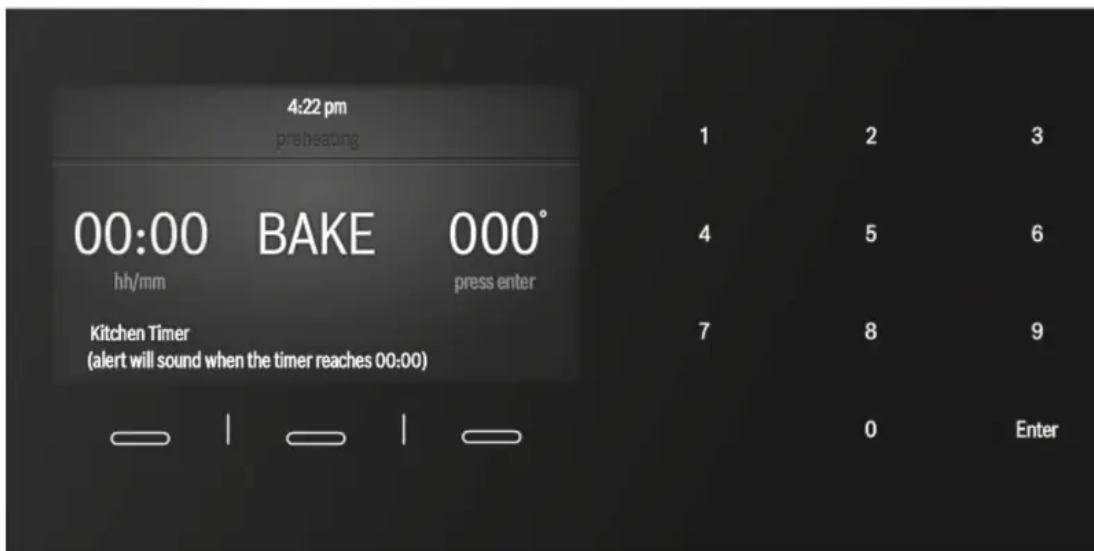 4:22 pm
preheating
00:00 BAKE 000°
hh/mm press enter
Kitchen Timer
(alert will sound when the timer reaches 00:00)
1 2 3
4 5 6
7 8 9
0 Enter